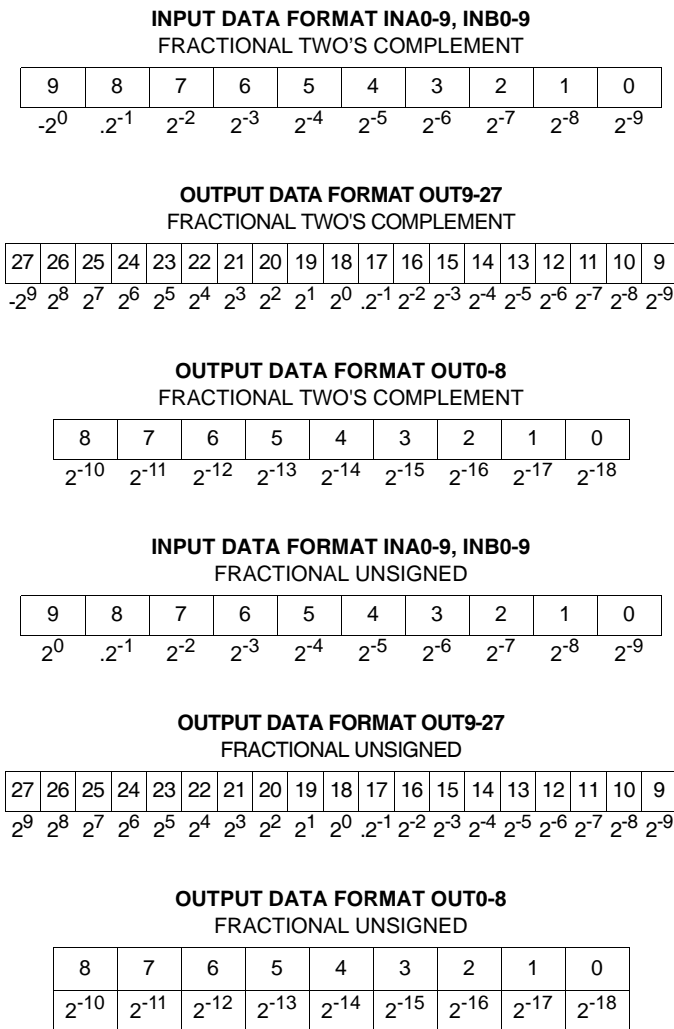 INPUT DATA FORMAT INA0-9, INB0-9
FRACTIONAL TWO’S COMPLEMENT
9 8 7 6 5 4 3 2 1 0
-2^0 .2^-1 2^-2 2^-3 2^-4 2^-5 2^-6 2^-7 2^-8 2^-9
OUTPUT DATA FORMAT OUT9-27
FRACTIONAL TWO'S COMPLEMENT
27 26 25 24 23 22 21 20 19 18 17 16 15 14 13 12 11 10 9
-2^9 2^8 2^7 2^6 2^5 2^4 2^3 2^2 2^1 2^0 .2^-1 2^-2 2^-3 2^-4 2^-5 2^-6 2^-7 2^-8 2^-9
OUTPUT DATA FORMAT OUT0-8
FRACTIONAL TWO'S COMPLEMENT
8 7 6 5 4 3 2 1 0
2^-10 2^-11 2^-12 2^-13 2^-14 2^-15 2^-16 2^-17 2^-18
INPUT DATA FORMAT INA0-9, INB0-9
FRACTIONAL UNSIGNED
9 8 7 6 5 4 3 2 1 0
2^0 .2^-1 2^-2 2^-3 2^-4 2^-5 2^-6 2^-7 2^-8 2^-9
OUTPUT DATA FORMAT OUT9-27
FRACTIONAL UNSIGNED
27 26 25 24 23 22 21 20 19 18 17 16 15 14 13 12 11 10 9
2^9 2^8 2^7 2^6 2^5 2^4 2^3 2^2 2^1 2^0 .2^-1 2^-2 2^-3 2^-4 2^-5 2^-6 2^-7 2^-8 2^-9
OUTPUT DATA FORMAT OUT0-8
FRACTIONAL UNSIGNED
8 7 6 5 4 3 2 1 0
2^-10 2^-11 2^-12 2^-13 2^-14 2^-15 2^-16 2^-17 2^-18